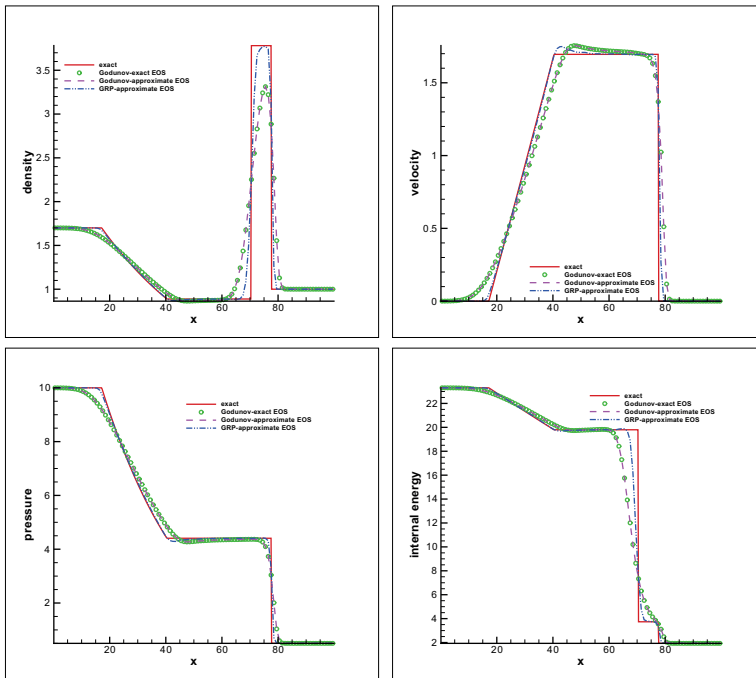 exact
Godunov-exact EOS
Godunov-approximate EOS
GRP-approximate EOS
3.5
3
2.5
2
1.5
1
density
20
40
60
80
x
1.5
1
0.5
0
velocity
exact
Godunov-exact EOS
Godunov-approximate EOS
GRP-approximate EOS
20
40
60
80
x
10
8
6
4
2
pressure
exact
Godunov-exact EOS
Godunov-approximate EOS
GRP-approximate EOS
20
40
60
80
x
22
20
18
16
14
12
10
8
6
4
2
internal energy
exact
Godunov-exact EOS
Godunov-approximate EOS
GRP-approximate EOS
20
40
60
80
x